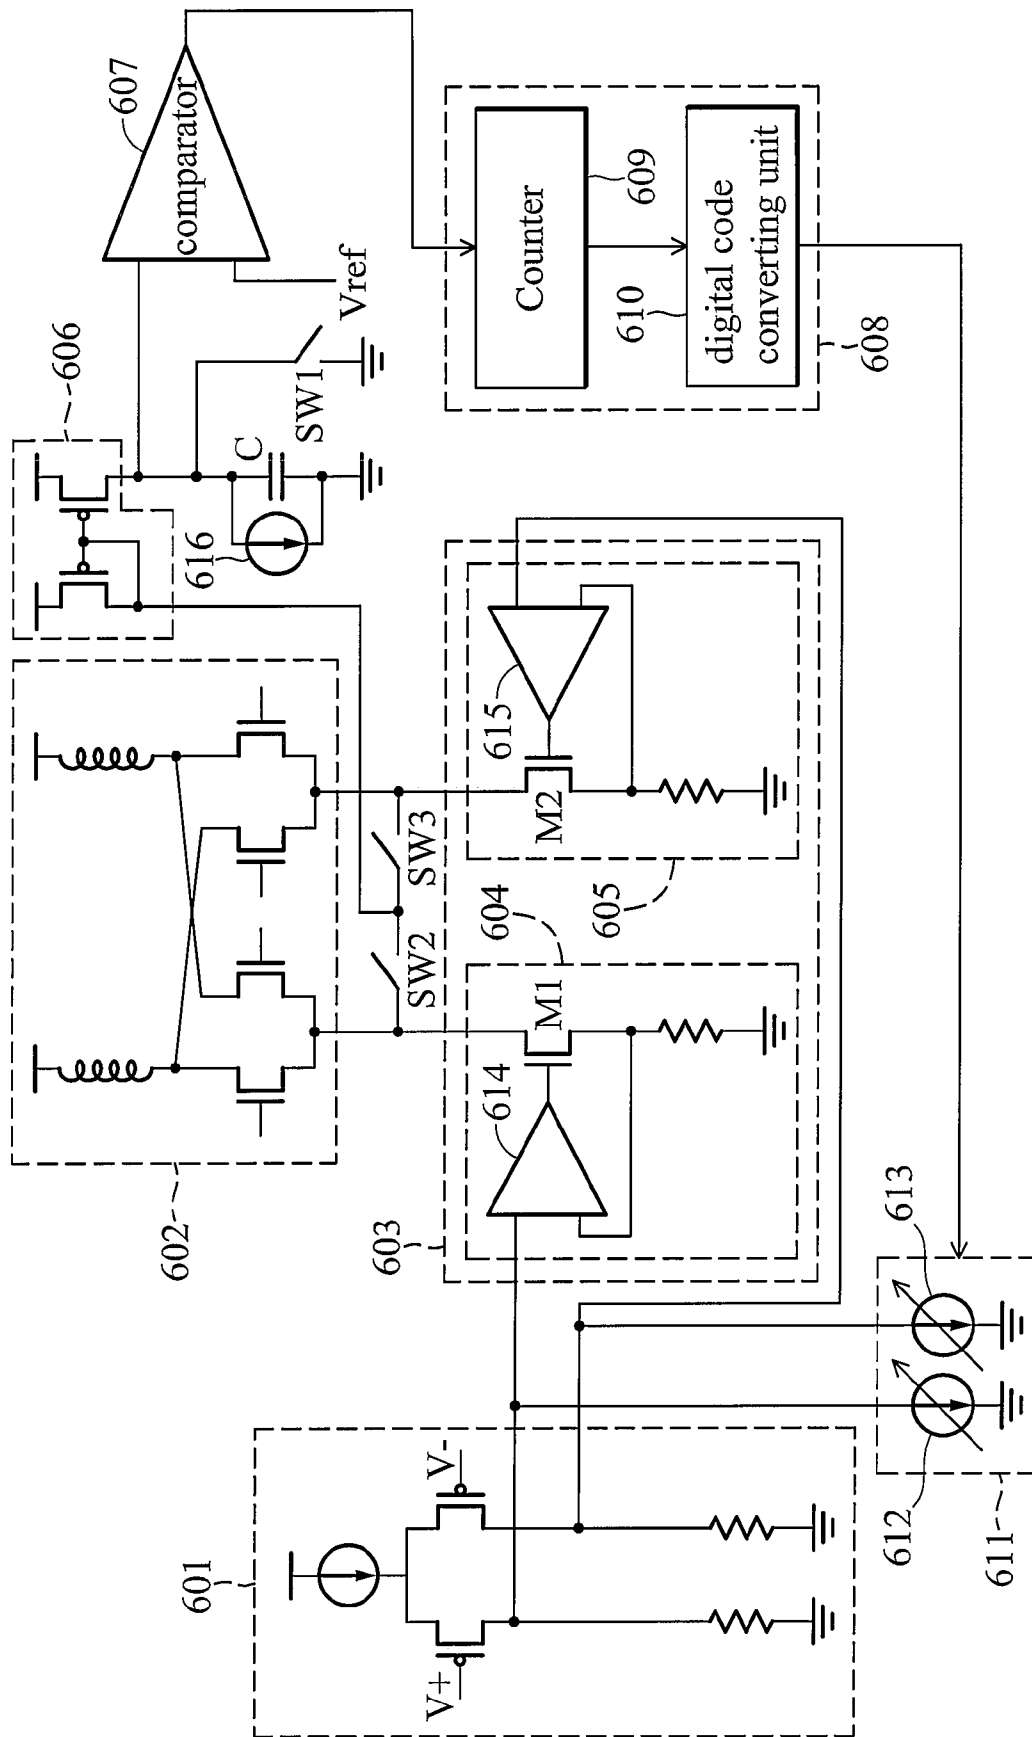 601
V+
V-
602
606
607
comparator
Vref
SW1
C
616
SW2
SW3
603
604
614
M1
605
615
M2
Counter
609
610
digital code
converting unit
608
611
612
613